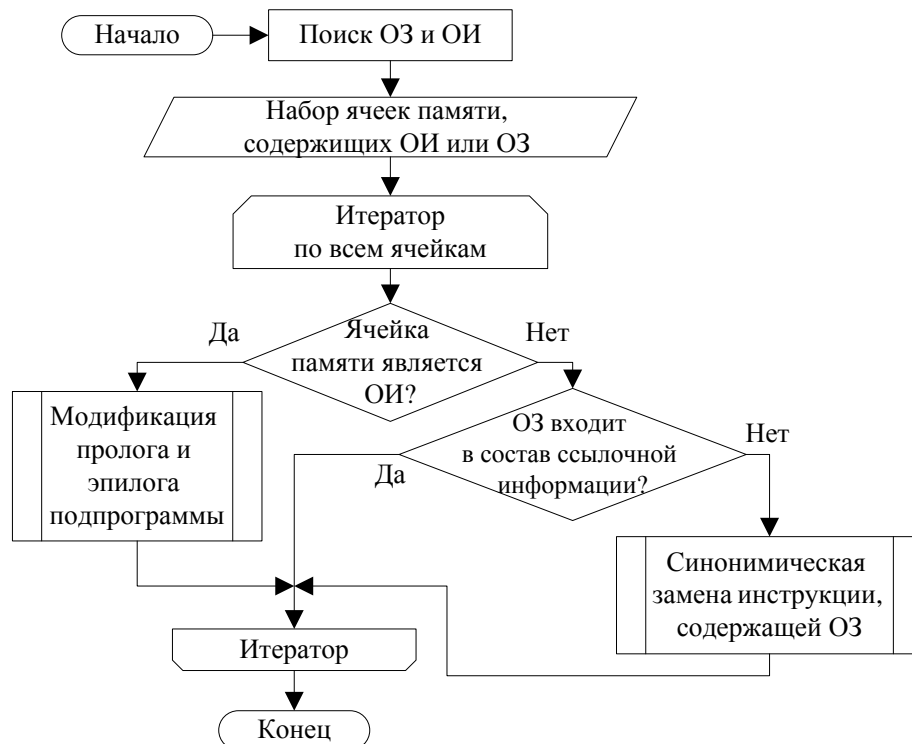 Начало
Поиск ОЗ и ОИ
Набор ячеек памяти,
содержищих ОИ или ОЗ
Итератор
по всем ячейкам
Да
Ячейка
памяти является
ОИ?
Нет
Модификация
пролога и
эпилога
подпрограммы
ОЗ входит
в состав ссылочной
информации?
Да
Нет
Синонимическая
замена инструкции,
содержащей ОЗ
Итератор
Конец